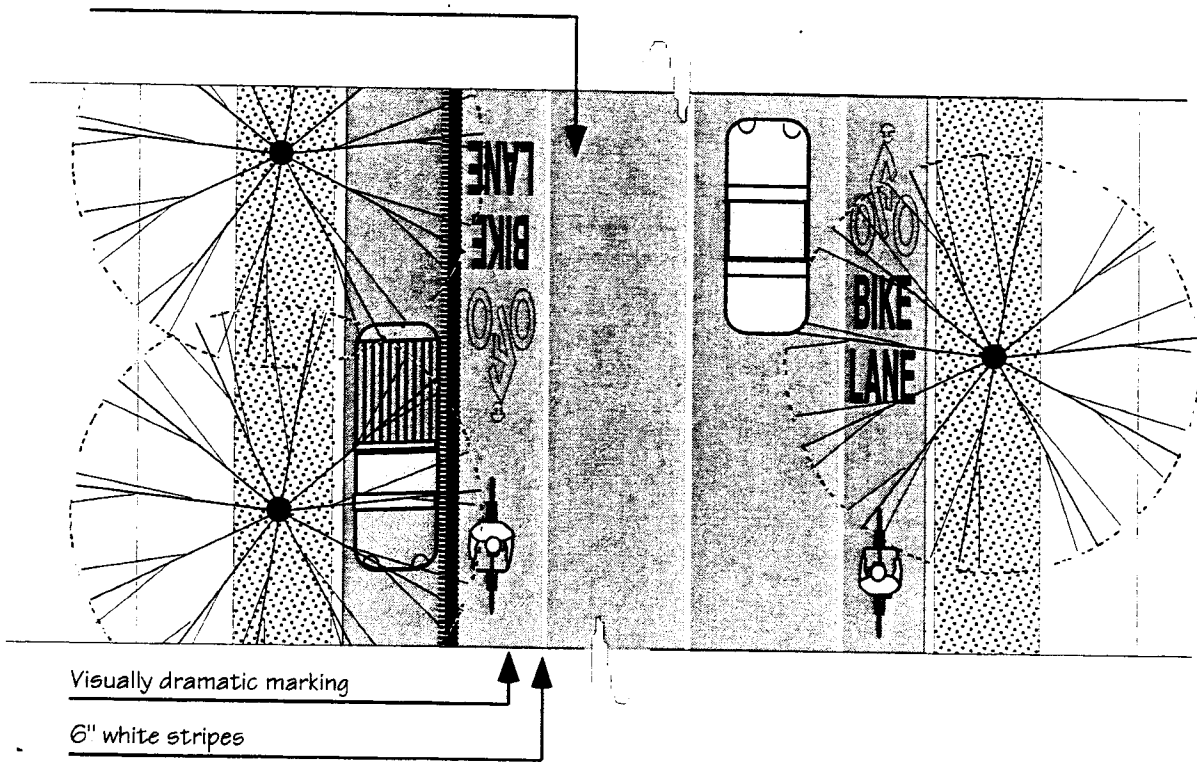 LANE
BIKE
BIKE
LANE
Visually dramatic marking
6" white stripes